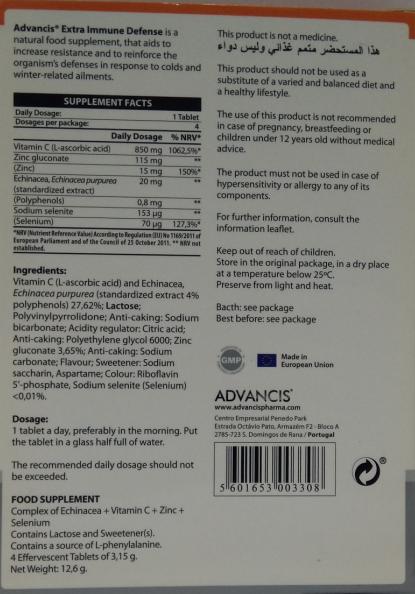 Advancis® Extra Immune Defense is a
natural food supplement, that aids to
increase resistance and to reinforce the
organism's defenses in response to colds and
winter-related ailments.
SUPPLEMENT FACTS
Daily Dosage: 1 Tablet
Dosages per package: 4
Daily Dosage % NRV*
Vitamin C (L-ascorbic acid) 850 mg 1062,5%*
Zinc gluconate 115 mg **
(Zinc) 15 mg 150%*
Echinacea, Echinacea purpurea 20 mg **
(standardized extract)
(Polyphenols) 0,8 mg **
Sodium selenite 153 µg **
(Selenium) 70 µg 127,3%*
*NRV (Nutrient Reference Value) According to Regulation (EU) No 1169/2011 of
European Parliament and of the Council of 25 October 2011. ** NRV not
established.
Ingredients:
Vitamin C (L-ascorbic acid) and Echinacea,
Echinacea purpurea (standardized extract 4%
polyphenols) 27,62%; Lactose;
Polyvinylpyrrolidone; Anti-caking: Sodium
bicarbonate; Acidity regulator: Citric acid;
Anti-caking: Polyethylene glycol 6000; Zinc
gluconate 3,65%; Anti-caking: Sodium
carbonate; Flavour; Sweetener: Sodium
saccharin, Aspartame; Colour: Riboflavin
5'-phosphate, Sodium selenite (Selenium)
<0,01%.
Dosage:
1 tablet a day, preferably in the morning. Put
the tablet in a glass half full of water.
The recommended daily dosage should not
be exceeded.
FOOD SUPPLEMENT
Complex of Echinacea + Vitamin C + Zinc +
Selenium
Contains Lactose and Sweetener(s).
Contains a source of L-phenylalanine.
4 Effervescent Tablets of 3,15 g.
Net Weight: 12,6 g.
This product is not a medicine.
هذا المستحضر متمم غذائي وليس دواء
This product should not be used as a
substitute of a varied and balanced diet and
a healthy lifestyle.
The use of this product is not recommended
in case of pregnancy, breastfeeding or
children under 12 years old without medical
advice.
The product must not be used in case of
hypersensitivity or allergy to any of its
components.
For further information, consult the
information leaflet.
Keep out of reach of children.
Store in the original package, in a dry place
at a temperature below 25ºC.
Preserve from light and heat.
Bacth: see package
Best before: see package
GMP
Made in
European Union
ADVANCIS®
www.advancispharma.com
Centro Empresarial Penedo Park
Estrada Octávio Pato, Armazém F2 - Bloco A
2785-723 S. Domingos de Rana / Portugal
5 601653 003308
®